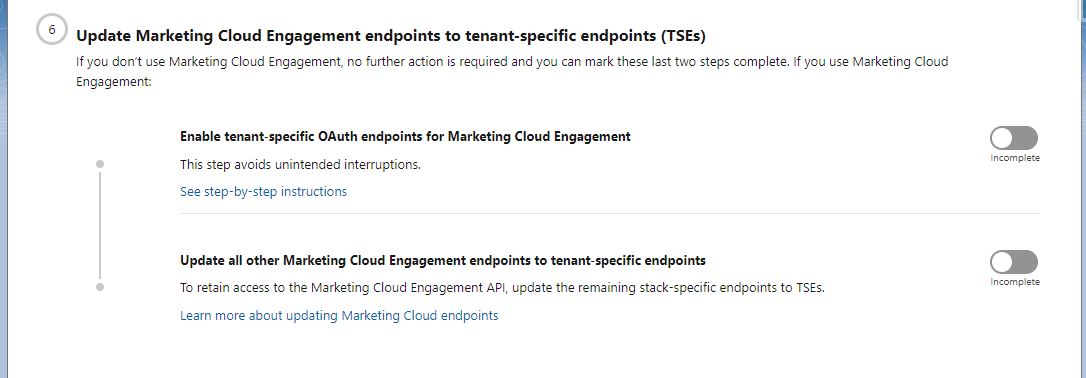 6
Update Marketing Cloud Engagement endpoints to tenant-specific endpoints (TSEs)
If you don't use Marketing Cloud Engagement, no further action is required and you can mark these last two steps complete. If you use Marketing Cloud
Engagement:
Enable tenant-specific OAuth endpoints for Marketing Cloud Engagement
Incomplete
This step avoids unintended interruptions.
See step-by-step instructions
Update all other Marketing Cloud Engagement endpoints to tenant-specific endpoints
Incomplete
To retain access to the Marketing Cloud Engagement API, update the remaining stack-specific endpoints to TSEs.
Learn more about updating Marketing Cloud endpoints